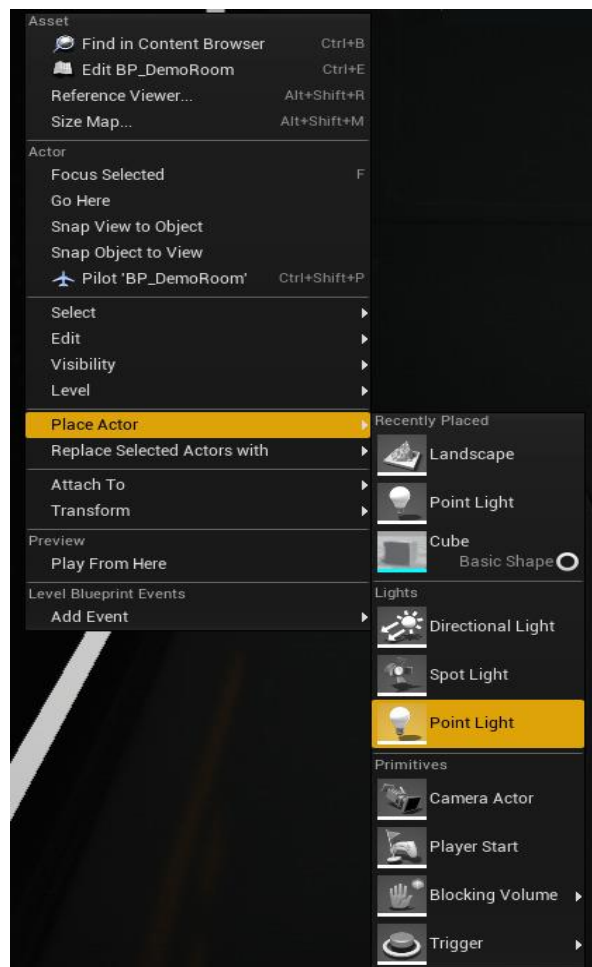 Asset
Find in Content Browser Ctrl+B
Edit BP_DemoRoom Ctrl+E
Reference Viewer... Alt+Shift+R
Size Map... Alt+Shift+M
Actor
Focus Selected F
Go Here
Snap View to Object
Snap Object to View
Pilot 'BP_DemoRoom' Ctrl+Shift+P
Select
Edit
Visibility
Level
Place Actor
Replace Selected Actors with
Attach To
Transform
Preview
Play From Here
Level Blueprint Events
Add Event
Recently Placed
Landscape
Point Light
Cube
Basic Shape
Lights
Directional Light
Spot Light
Point Light
Primitives
Camera Actor
Player Start
Blocking Volume
Trigger